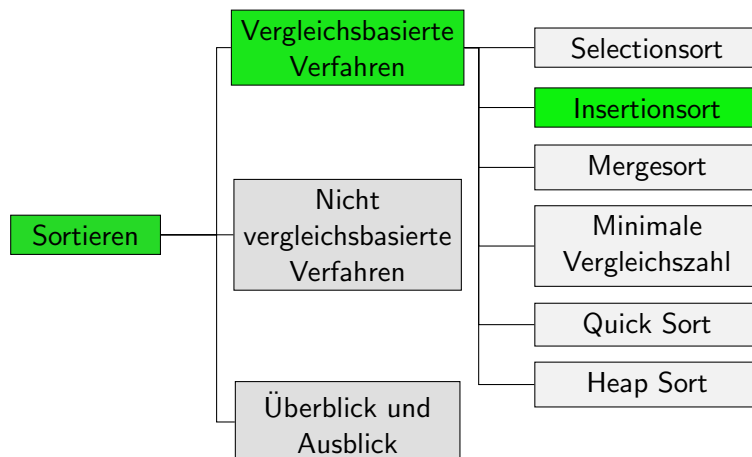 Sortieren
Vergleichsbasierte
Verfahren
Nicht
vergleichsbasierte
Verfahren
Überblick und
Ausblick
Selectionsort
Insertionsort
Mergesort
Minimale
Vergleichszahl
Quick Sort
Heap Sort